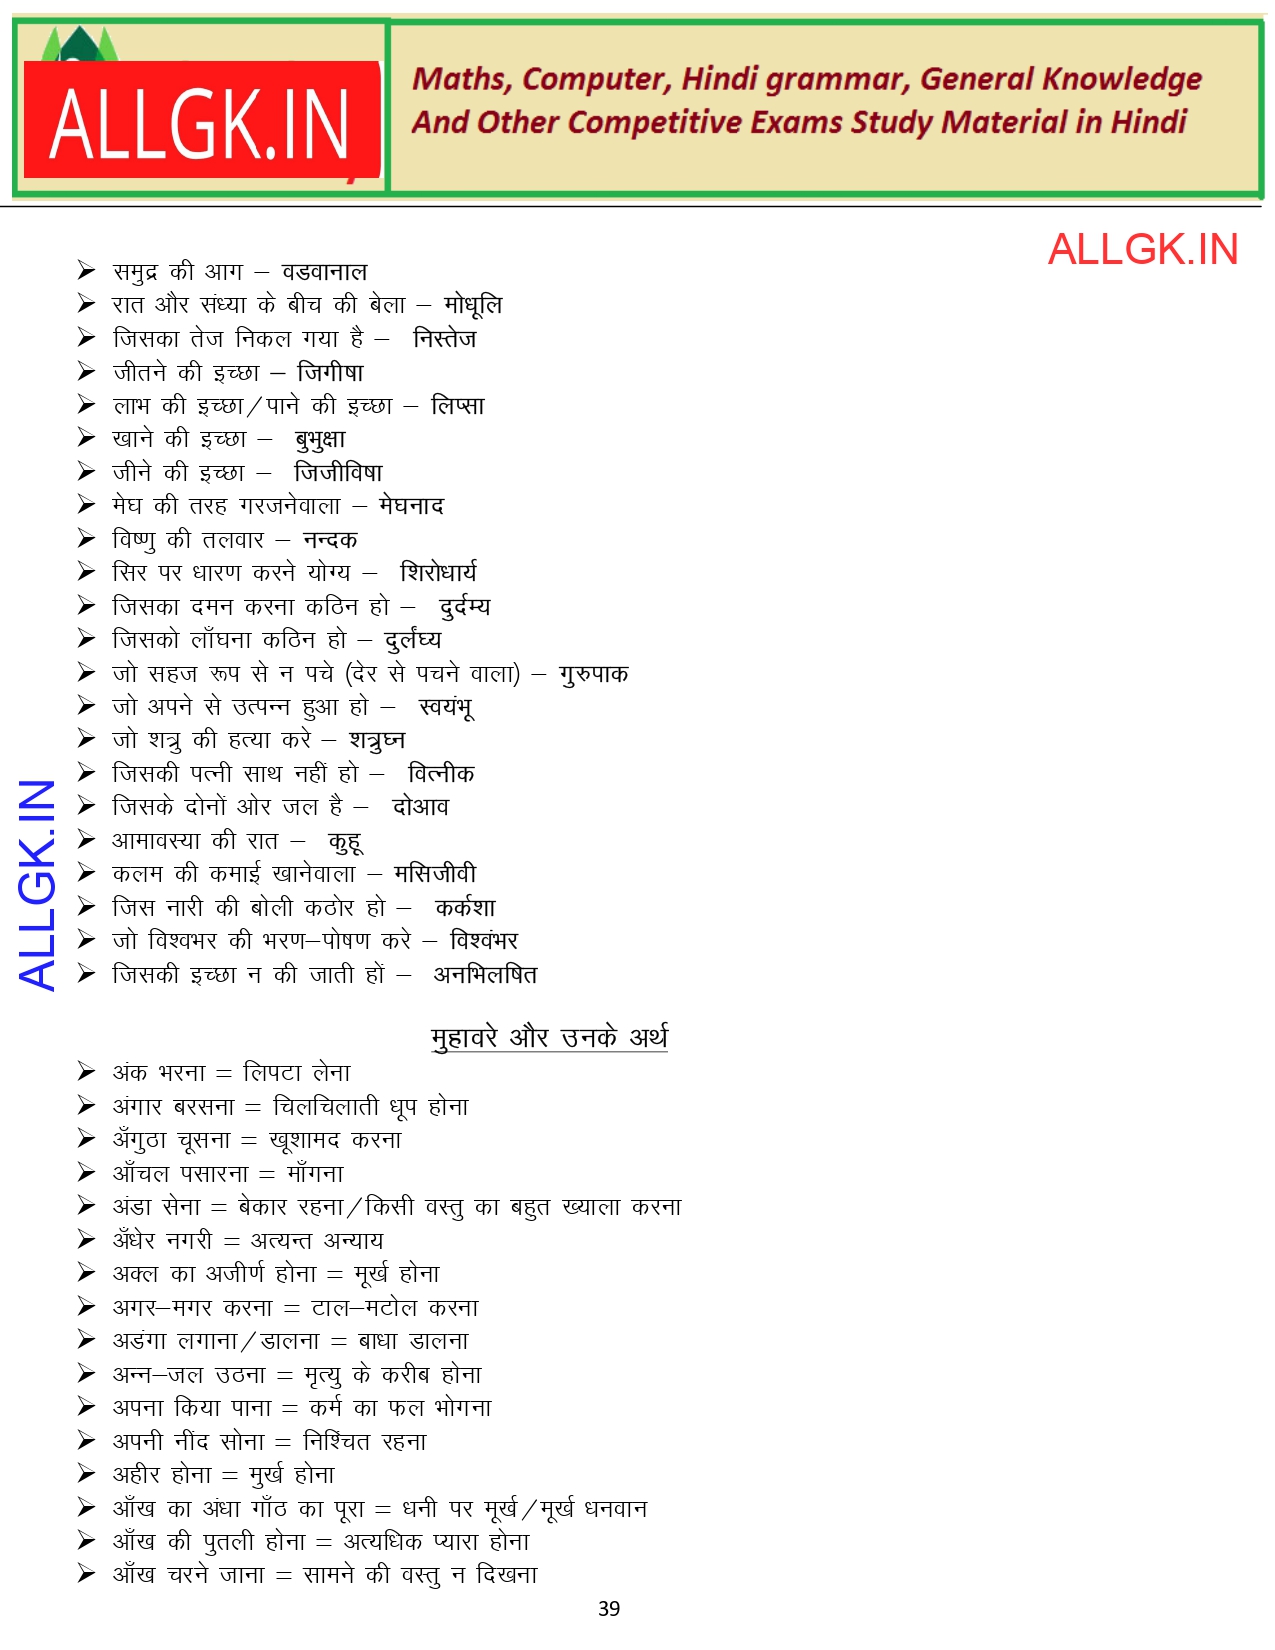 ALLGK.IN
Maths, Computer, Hindi grammar, General Knowledge
And Other Competitive Exams Study Material in Hindi
ALLGK.IN
समुद्र की आग – वडवानाल
रात और संध्या के बीच की बेला – मोधूलि
जिसका तेज निकल गया है – निस्तेज
जीतने की इच्छा – जिगीषा
लाभ की इच्छा/पाने की इच्छा – लिप्सा
खाने की इच्छा – बुभुक्षा
जीने की इच्छा – जिजीविषा
मेघ की तरह गरजनेवाला – मेघनाद
विष्णु की तलवार – नन्दक
सिर पर धारण करने योग्य – शिरोधार्य
जिसका दमन करना कठिन हो – दुर्दम्य
जिसको लाँघना कठिन हो – दुर्लंघ्य
जो सहज रूप से न पचे (देर से पचने वाला) – गुरुपाक
जो अपने से उत्पन्न हुआ हो – स्वयंभू
जो शत्रु की हत्या करे – शत्रुघ्न
जिसकी पत्नी साथ नहीं हो – वित्नीक
जिसके दोनों ओर जल है – दोआव
आमावस्या की रात – कुहू
कलम की कमाई खानेवाला – मसिजीवी
जिस नारी की बोली कठोर हो – कर्कशा
जो विश्वभर की भरण–पोषण करे – विश्वंभर
जिसकी इच्छा न की जाती हों – अनभिलषित
ALLGK.IN
मुहावरे और उनके अर्थ
अंक भरना = लिपटा लेना
अंगार बरसना = चिलचिलाती धूप होना
अँगुठा चूसना = खूशामद करना
आँचल पसारना = माँगना
अंडा सेना = बेकार रहना/किसी वस्तु का बहुत ख्याला करना
अँधेर नगरी = अत्यन्त अन्याय
अक्ल का अजीर्ण होना = मूर्ख होना
अगर–मगर करना = टाल–मटोल करना
अडंगा लगाना/डालना = बाधा डालना
अन्न–जल उठना = मृत्यु के करीब होना
अपना किया पाना = कर्म का फल भोगना
अपनी नींद सोना = निश्चिंत रहना
अहीर होना = मुर्ख होना
आँख का अंधा गाँठ का पूरा = धनी पर मूर्ख/मूर्ख धनवान
आँख की पुतली होना = अत्यधिक प्यारा होना
आँख चरने जाना = सामने की वस्तु न दिखना
39